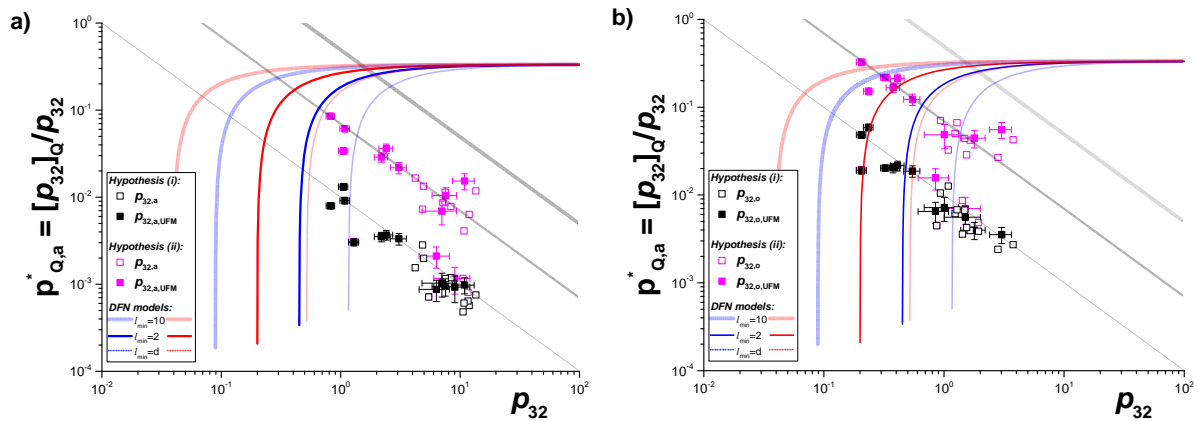 a)
p*Q,a = [p32]Q/p32
10^0
10^-1
10^-2
10^-3
10^-4
Hypothesis (i):
p32,a
p32,a,UFM
Hypothesis (ii):
p32,a
p32,a,UFM
DFN models:
lmin=10
lmin=2
lmin=d
10^-2
10^-1
10^0
10^1
10^2
p32
b)
p*Q,a = [p32]Q/p32
10^0
10^-1
10^-2
10^-3
10^-4
Hypothesis (i):
p32,o
p32,o,UFM
Hypothesis (ii):
p32,o
p32,o,UFM
DFN models:
lmin=10
lmin=2
lmin=d
10^-2
10^-1
10^0
10^1
10^2
p32